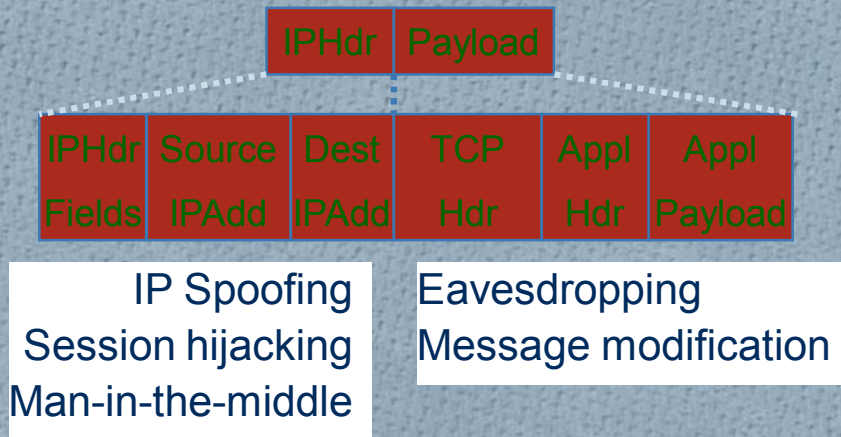 IPHdr Payload
IPHdr Source Dest TCP Appl Appl
Fields IPAdd IPAdd Hdr Hdr Payload
IP Spoofing
Session hijacking
Man-in-the-middle
Eavesdropping
Message modification